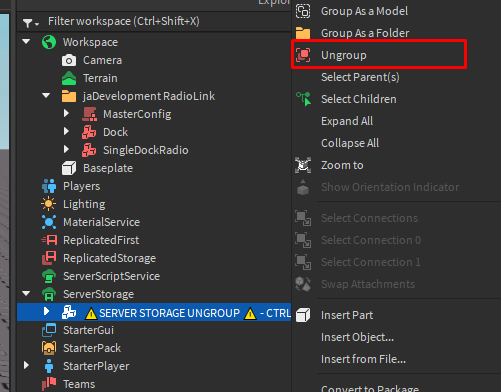 Explo
Filter workspace (Ctrl+Shift+X)
Workspace
Camera
Terrain
jaDevelopment RadioLink
MasterConfig
Dock
SingleDockRadio
Baseplate
Players
Lighting
MaterialService
ReplicatedFirst
ReplicatedStorage
ServerScriptService
ServerStorage
SERVER STORAGE UNGROUP - CTRL
StarterGui
StarterPack
StarterPlayer
Teams
Group As a Model
Group As a Folder
Ungroup
Select Parent(s)
Select Children
Expand All
Collapse All
Zoom to
Show Orientation Indicator
Select Connections
Select Connection 0
Select Connection 1
Swap Attachments
Insert Part
Insert Object...
Insert from File...
Convert to Package